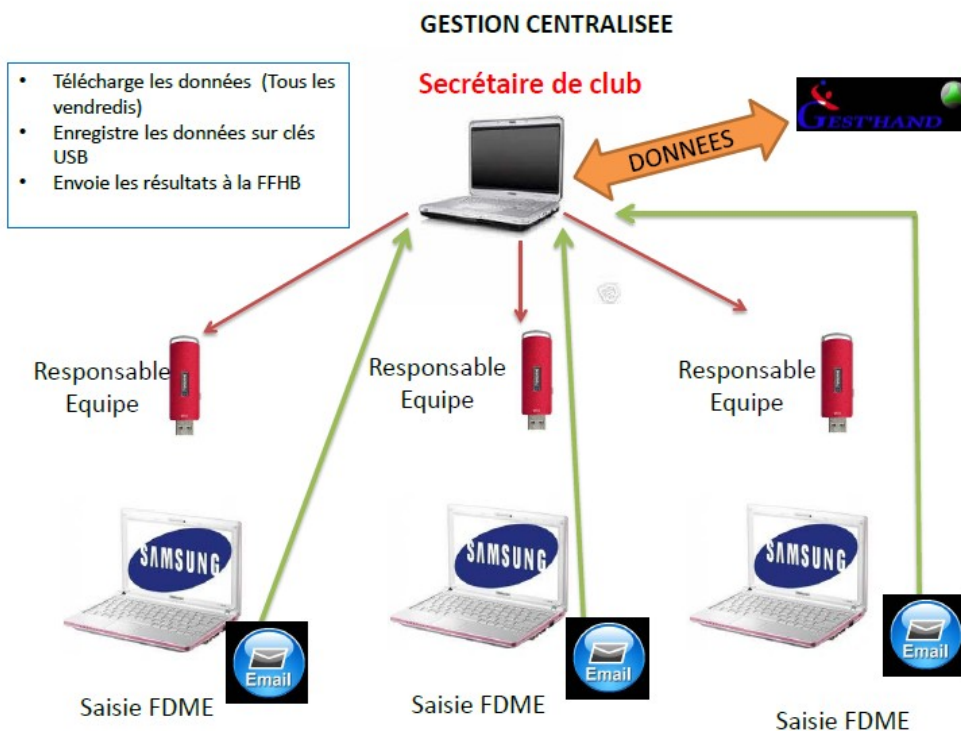 GESTION CENTRALISEE
• Télécharge les données (Tous les
vendredis)
• Enregistre les données sur clés
USB
• Envoie les résultats à la FFHB
Secrétaire de club
GEST'HAND
DONNEES
Responsable
Equipe
Responsable
Equipe
Responsable
Equipe
SAMSUNG
SAMSUNG
SAMSUNG
Email
Email
Email
Saisie FDME
Saisie FDME
Saisie FDME